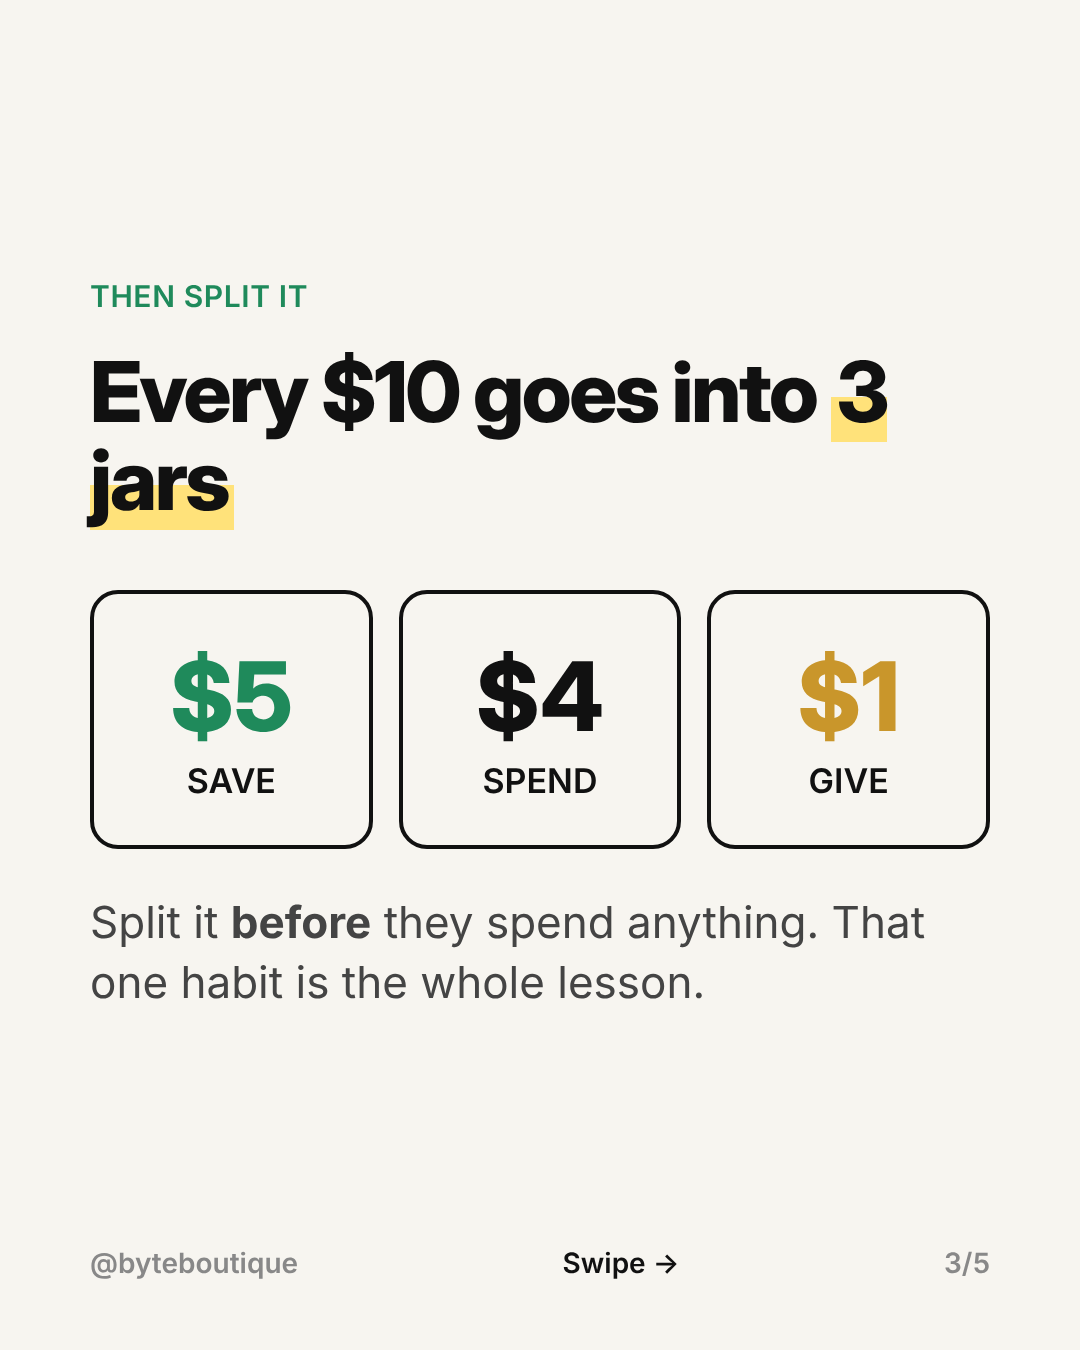 THEN SPLIT IT
Every $10 goes into 3
jars
$5
SAVE
$4
SPEND
$1
GIVE
Split it before they spend anything. That
one habit is the whole lesson.
@byteboutique
Swipe →
3/5